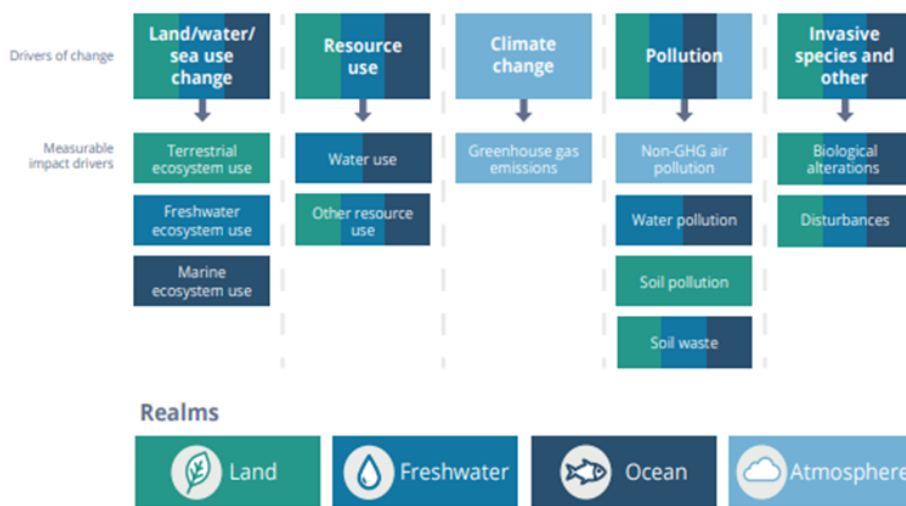 Drivers of change
Land/water/
sea use
change
Resource
use
Climate
change
Pollution
Invasive
species and
other
Measurable
impact drivers
Terrestrial
ecosystem use
Freshwater
ecosystem use
Marine
ecosystem use
Water use
Other resource
use
Greenhouse gas
emissions
Non-GHG air
pollution
Water pollution
Soil pollution
Soil waste
Biological
alterations
Disturbances
Realms
Land
Freshwater
Ocean
Atmosphere